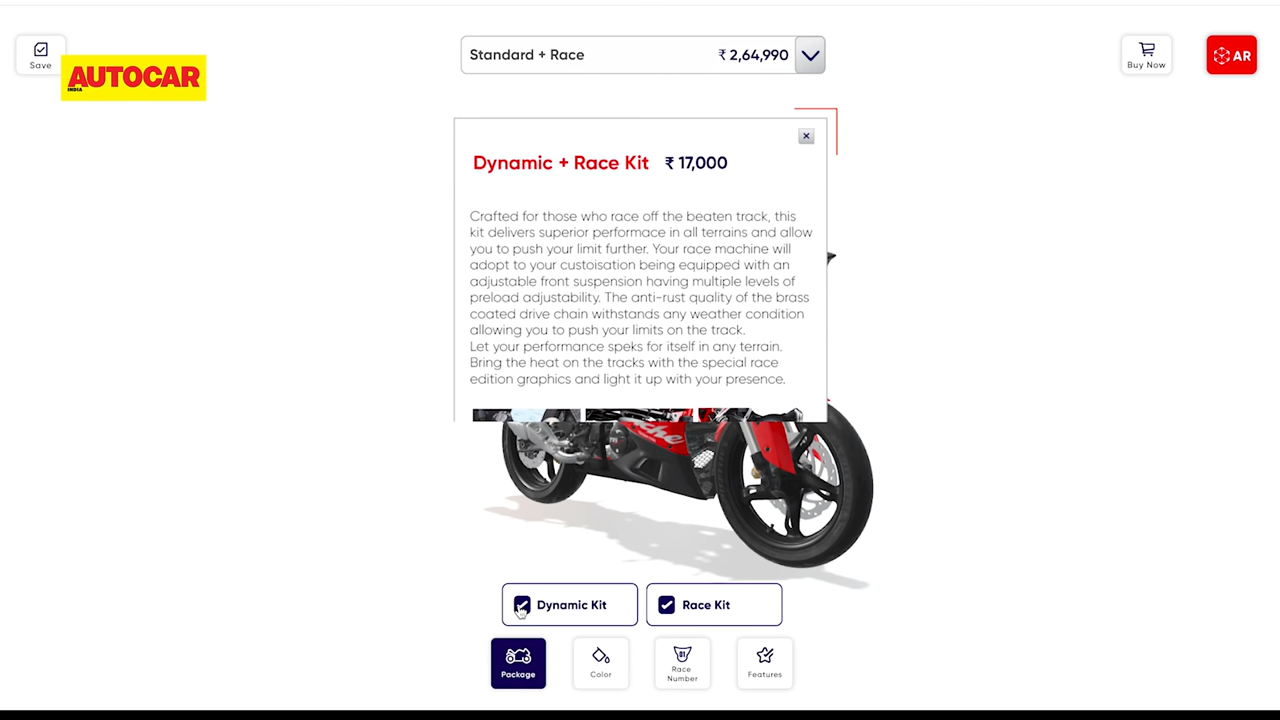 Save
AUTOCAR
INDIA
Standard + Race ₹ 2,64,990
Buy Now
AR
Dynamic + Race Kit ₹ 17,000
Crafted for those who race off the beaten track, this
kit delivers superior performace in all terrains and allow
you to push your limit further. Your race machine will
adopt to your custoisation being equipped with an
adjustable front suspension having multiple levels of
preload adjustability. The anti-rust quality of the brass
coated drive chain withstands any weather condition
allowing you to push your limits on the track.
Let your performance speks for itself in any terrain.
Bring the heat on the tracks with the special race
edition graphics and light it up with your presence.
Dynamic Kit
Race Kit
Package
Color
01
Race
Number
Features